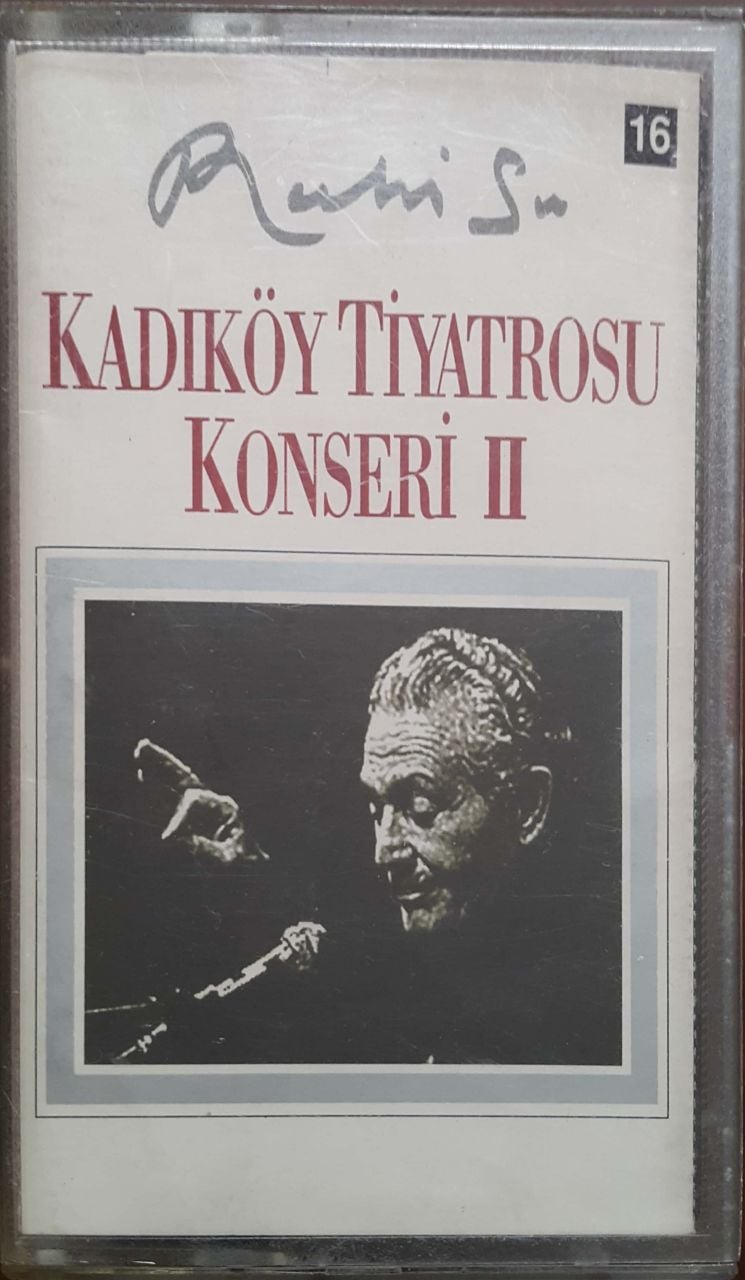 16
Ruhi Su
KADIKÖY TİYATROSU
KONSERİ II